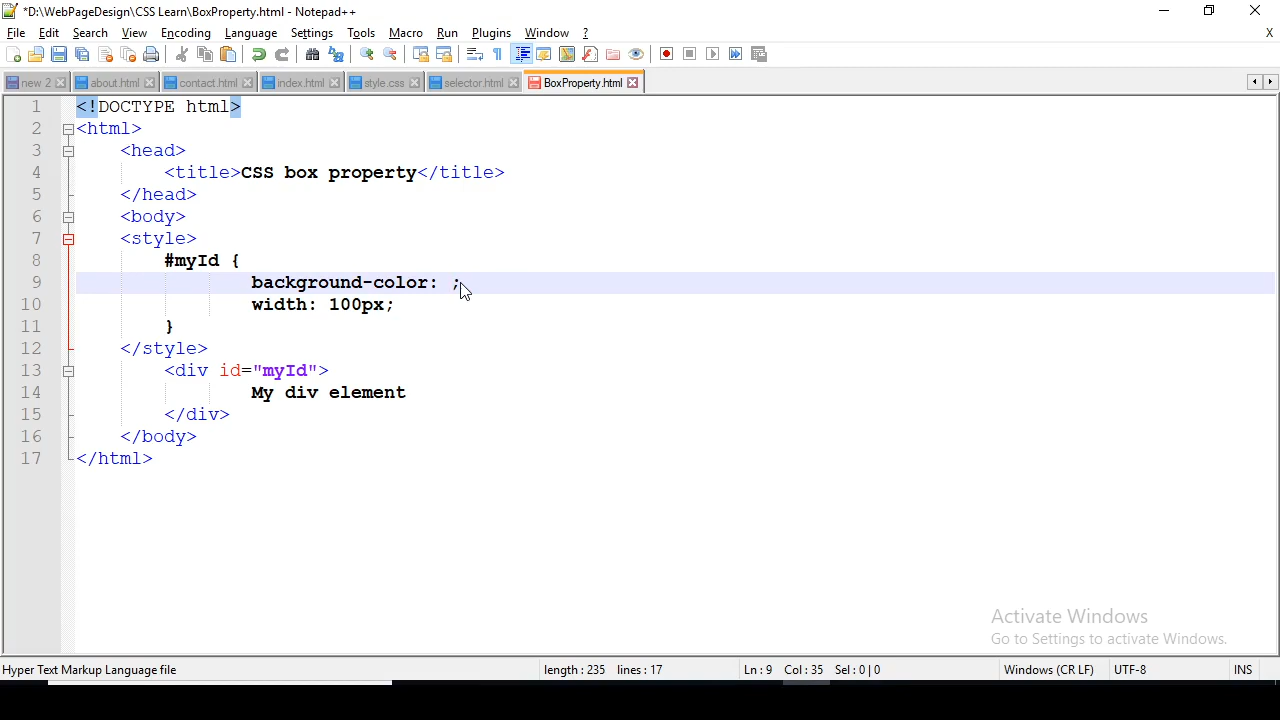 *D:\WebPageDesign\CSS Learn\BoxProperty.html - Notepad++
File Edit Search View Encoding Language Settings Tools Macro Run Plugins Window ? X
new 2 about.html contact.html index.html style.css selector.html BoxProperty.html
1 <!DOCTYPE html>
2 <html>
3 <head>
4 <title>CSS box property</title>
5 </head>
6 <body>
7 <style>
8 #myId {
9 background-color: ;
10 width: 100px;
11 }
12 </style>
13 <div id="myId">
14 My div element
15 </div>
16 </body>
17 </html>
Activate Windows
Go to Settings to activate Windows.
Hyper Text Markup Language file length : 235 lines : 17 Ln : 9 Col : 35 Sel : 0 | 0 Windows (CR LF) UTF-8 INS